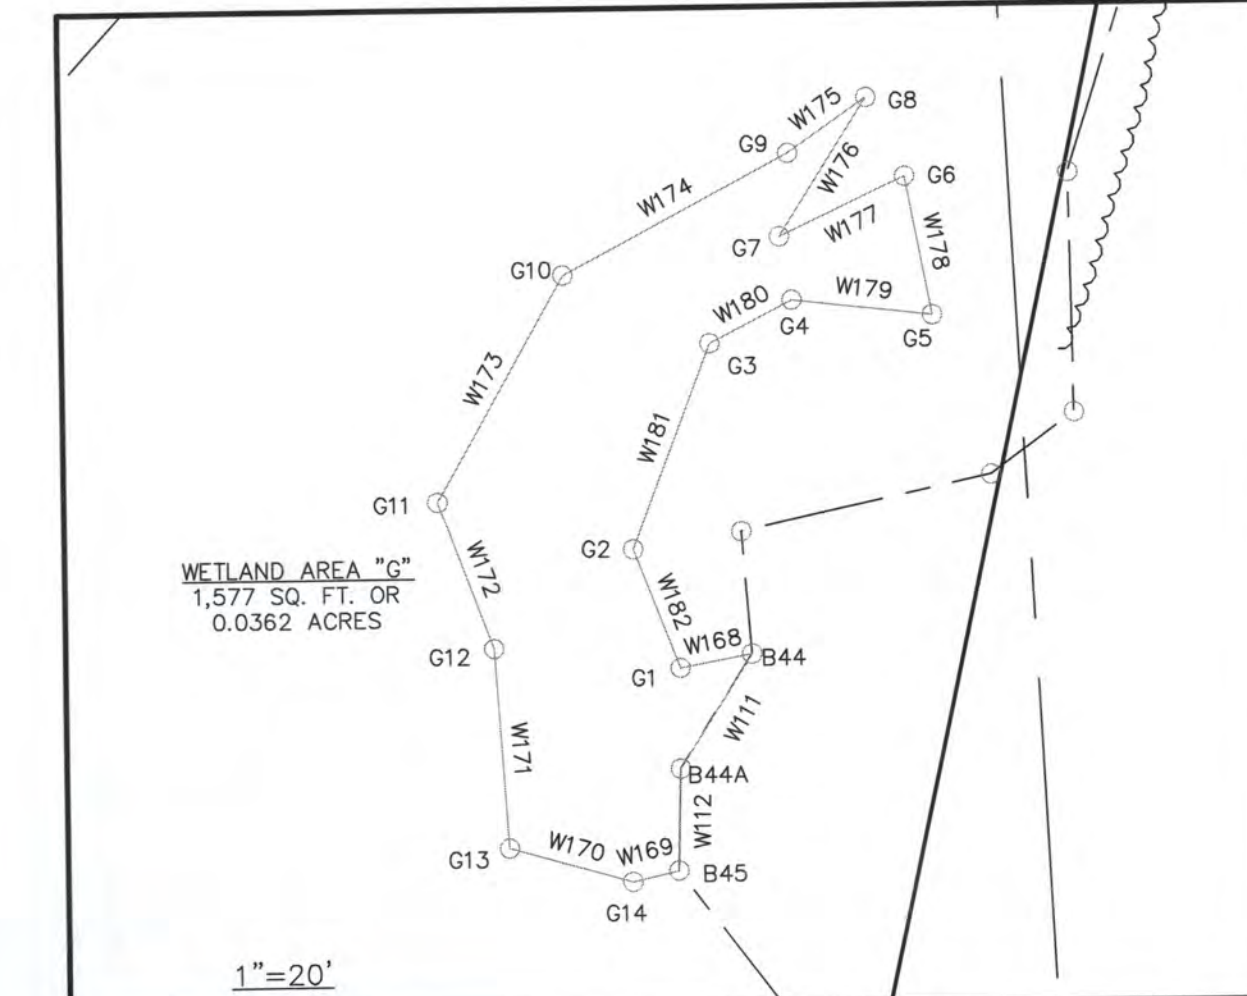 W175
G8
G9
W176
G6
W174
W177
G7
W178
G10
W180
W179
G4
G5
G3
W173
W181
G11
G2
W172
WETLAND AREA "G"
1,577 SQ. FT. OR
0.0362 ACRES
W182
W168
G12
B44
G1
W111
W171
B44A
W112
W170
W169
G13
B45
G14
1"=20'